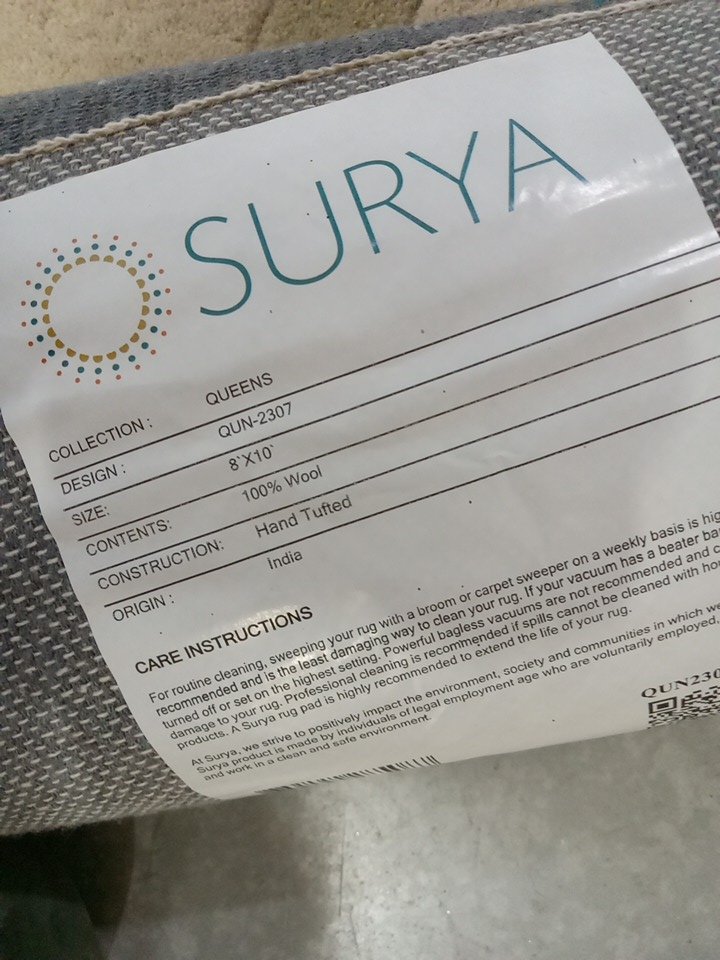 SURYA
COLLECTION : QUEENS
DESIGN : QUN-2307
SIZE: 8`X10`
CONTENTS: 100% Wool
CONSTRUCTION: Hand Tufted
ORIGIN : India
CARE INSTRUCTIONS
For routine cleaning, sweeping your rug with a broom or carpet sweeper on a weekly basis is
recommended and is the least damaging way to clean your rug. If your vacuum has a beater
turned off or set on the highest setting. Powerful bagless vacuums are not recommended and
damage to your rug. Professional cleaning is recommended if spills cannot be cleaned with
products. A Surya rug pad is highly recommended to extend the life of your rug.
At Surya, we strive to positively impact the environment, society and communities in which
Surya product is made by individuals of legal employment age who are voluntarily employed,
and work in a clean and safe environment.
QUN230